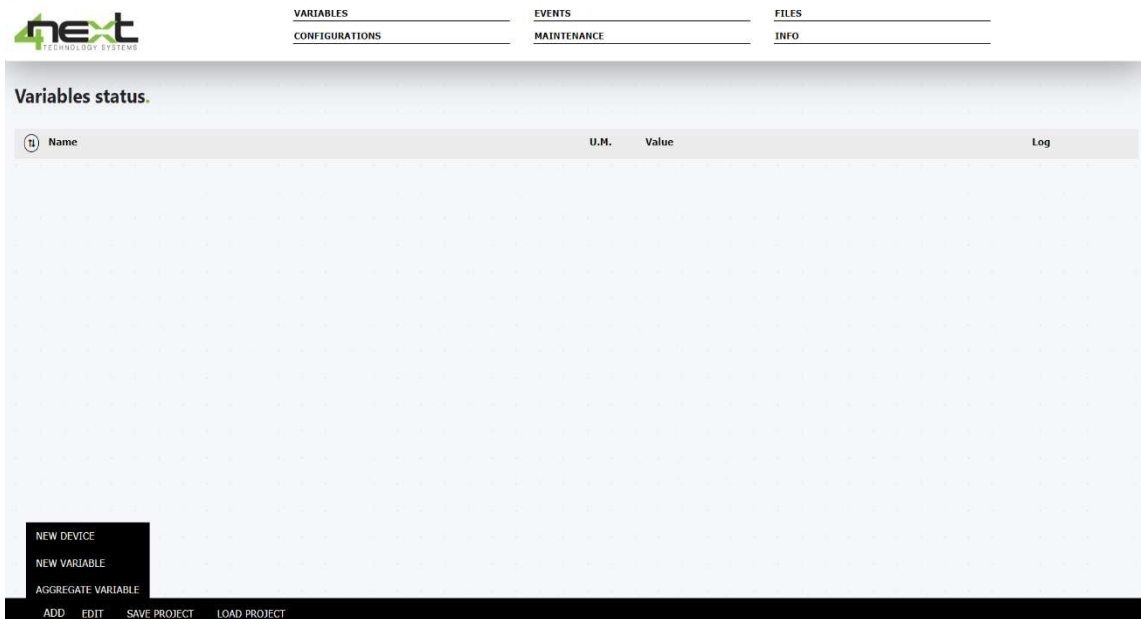 4next
TECHNOLOGY SYSTEMS
VARIABLES EVENTS FILES
CONFIGURATIONS MAINTENANCE INFO
Variables status.
Name U.M. Value Log
NEW DEVICE
NEW VARIABLE
AGGREGATE VARIABLE
ADD EDIT SAVE PROJECT LOAD PROJECT